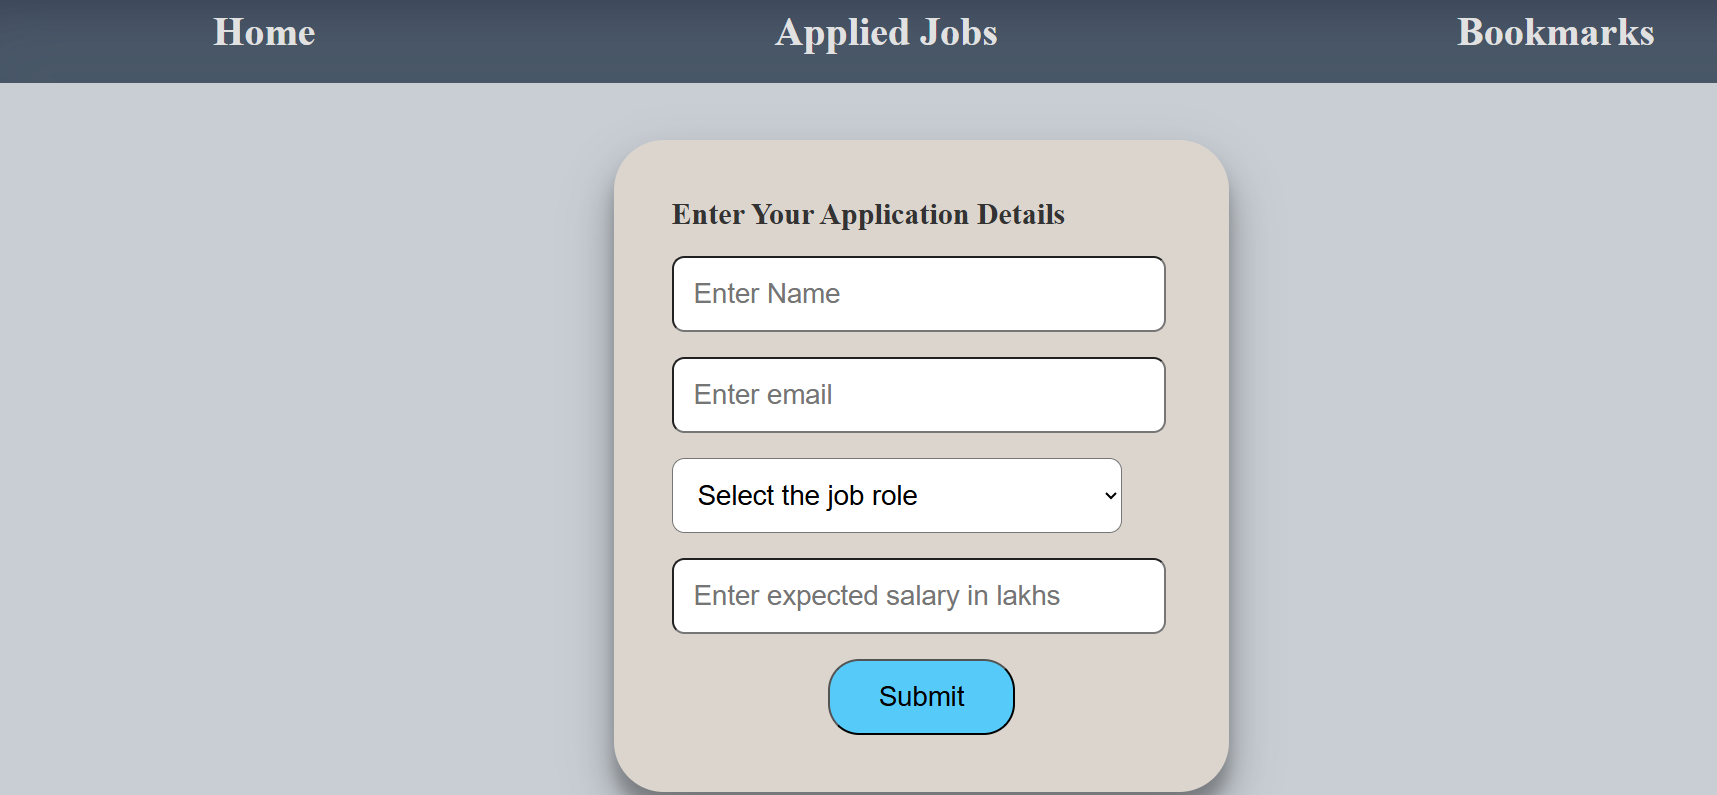 Home Applied Jobs Bookmarks
Enter Your Application Details
Enter Name
Enter email
Select the job role
Enter expected salary in lakhs
Submit